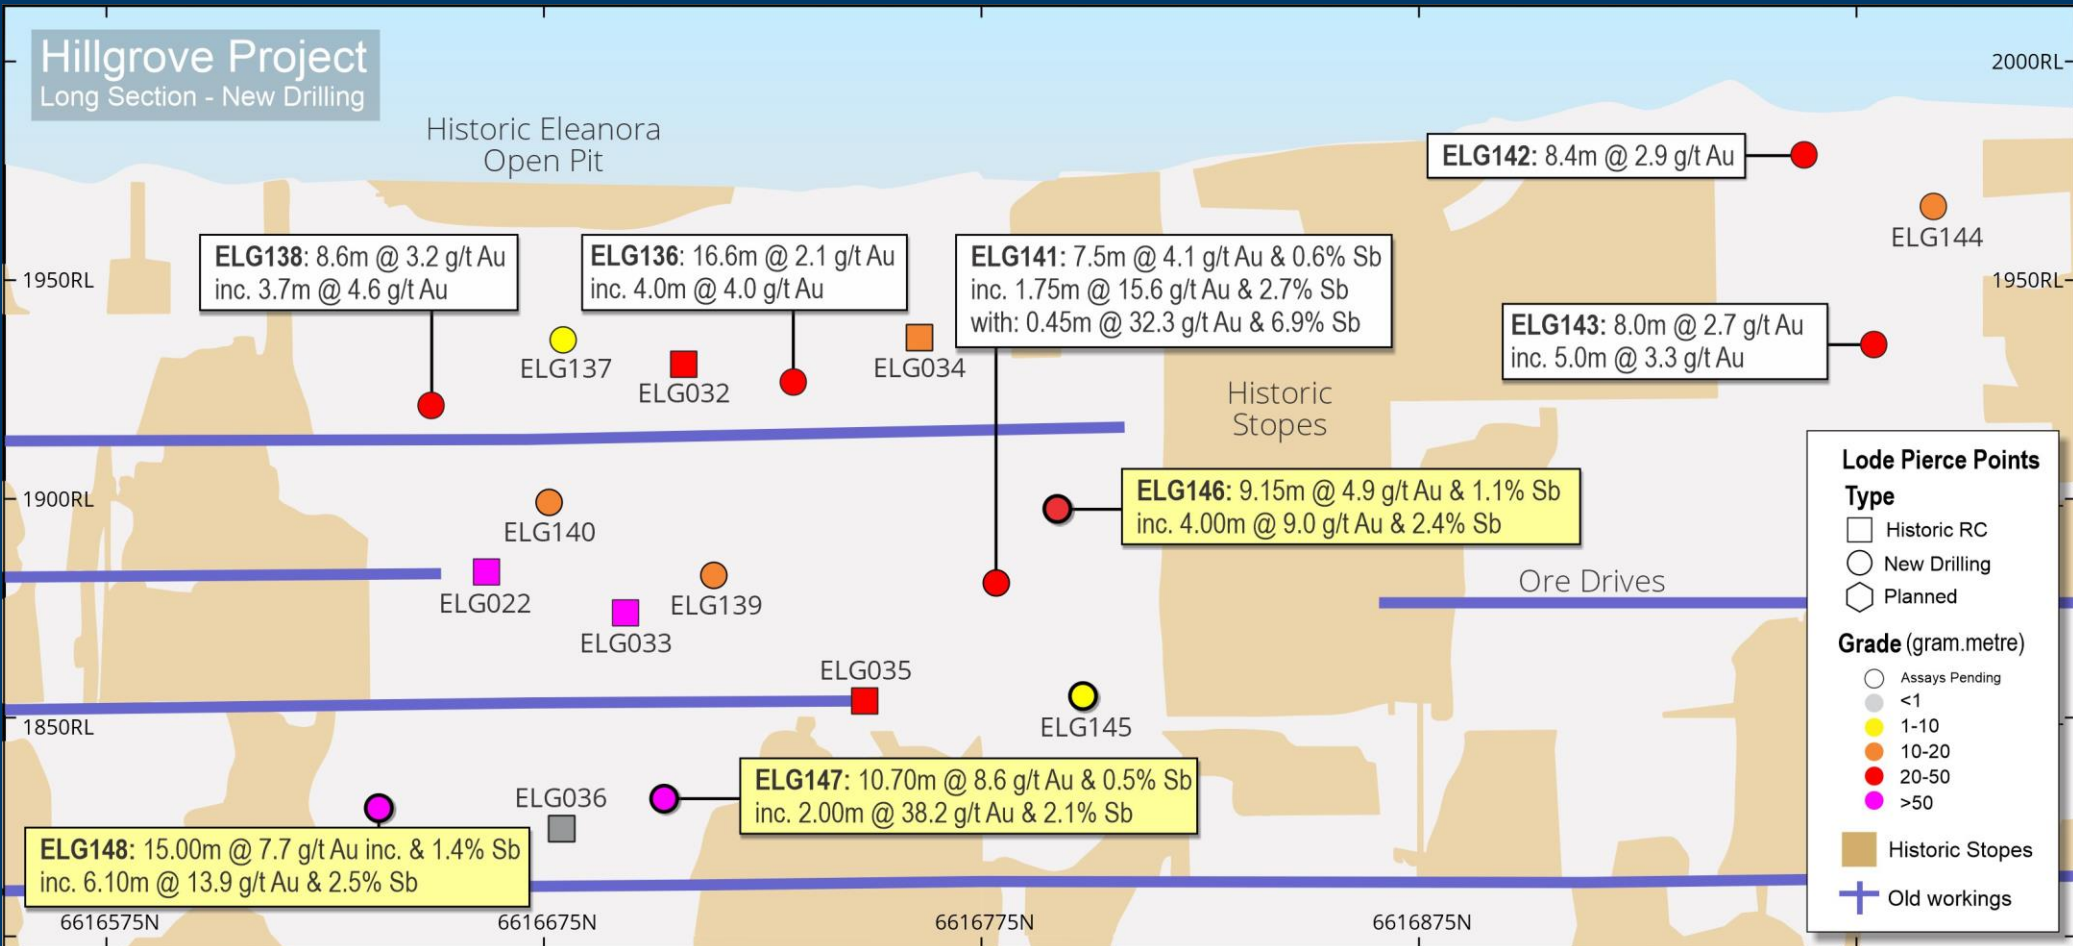 Hillgrove Project
Long Section - New Drilling
2000RL
Historic Eleanora
Open Pit
ELG142: 8.4m @ 2.9 g/t Au
ELG144
ELG138: 8.6m @ 3.2 g/t Au
inc. 3.7m @ 4.6 g/t Au
ELG136: 16.6m @ 2.1 g/t Au
inc. 4.0m @ 4.0 g/t Au
ELG141: 7.5m @ 4.1 g/t Au & 0.6% Sb
inc. 1.75m @ 15.6 g/t Au & 2.7% Sb
with: 0.45m @ 32.3 g/t Au & 6.9% Sb
1950RL
1950RL
ELG143: 8.0m @ 2.7 g/t Au
inc. 5.0m @ 3.3 g/t Au
ELG137
ELG032
ELG034
Historic
Stopes
1900RL
ELG140
ELG146: 9.15m @ 4.9 g/t Au & 1.1% Sb
inc. 4.00m @ 9.0 g/t Au & 2.4% Sb
ELG022
ELG139
ELG033
Ore Drives
ELG035
1850RL
ELG145
ELG147: 10.70m @ 8.6 g/t Au & 0.5% Sb
inc. 2.00m @ 38.2 g/t Au & 2.1% Sb
ELG036
ELG148: 15.00m @ 7.7 g/t Au inc. & 1.4% Sb
inc. 6.10m @ 13.9 g/t Au & 2.5% Sb
6616575N
6616675N
6616775N
6616875N
Lode Pierce Points
Type
Historic RC
New Drilling
Planned
Grade (gram.metre)
Assays Pending
<1
1-10
10-20
20-50
>50
Historic Stopes
Old workings